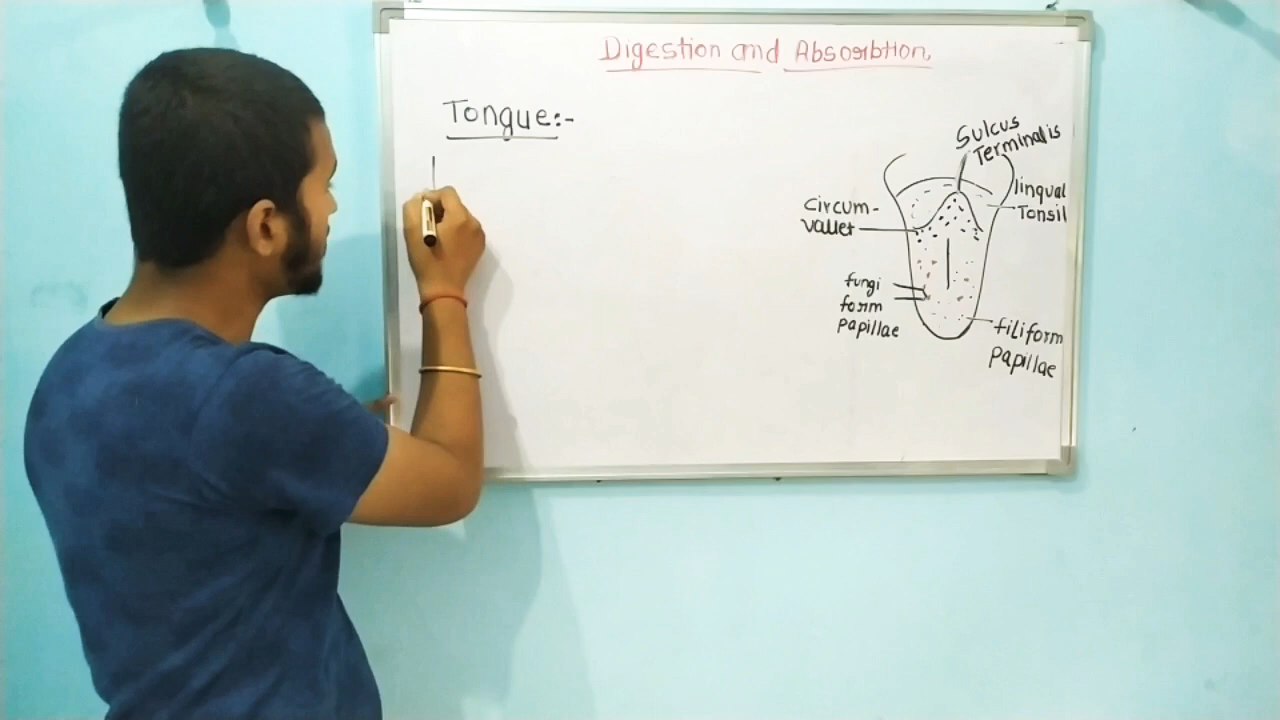 Digestion and Absorbtion,
Tongue:-
Sulcus
Terminalis
lingual
Tonsil
Circum-
vallet
fungi
form
papillae
filiform
papillae